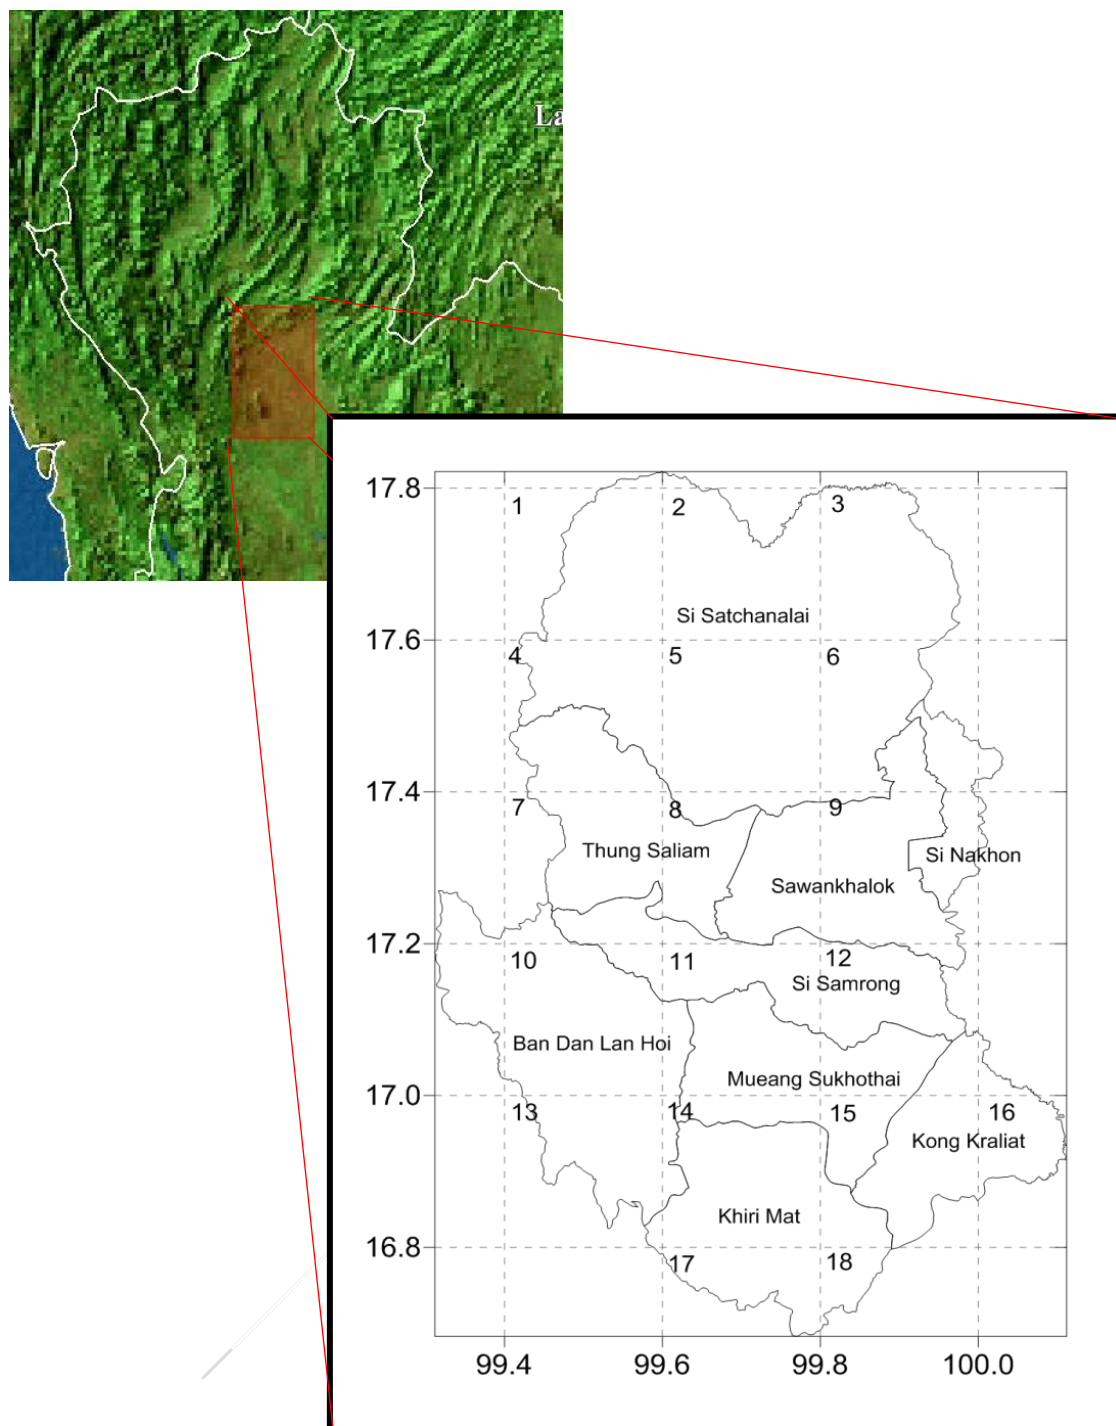 La
17.8
1
2
3
Si Satchanalai
17.6
4
5
6
17.4
7
8
9
Thung Saliam
Si Nakhon
Sawankhalok
17.2
10
11
12
Si Samrong
Ban Dan Lan Hoi
Mueang Sukhothai
17.0
13
14
15
16
Kong Kraliat
Khiri Mat
16.8
17
18
99.4 99.6 99.8 100.0